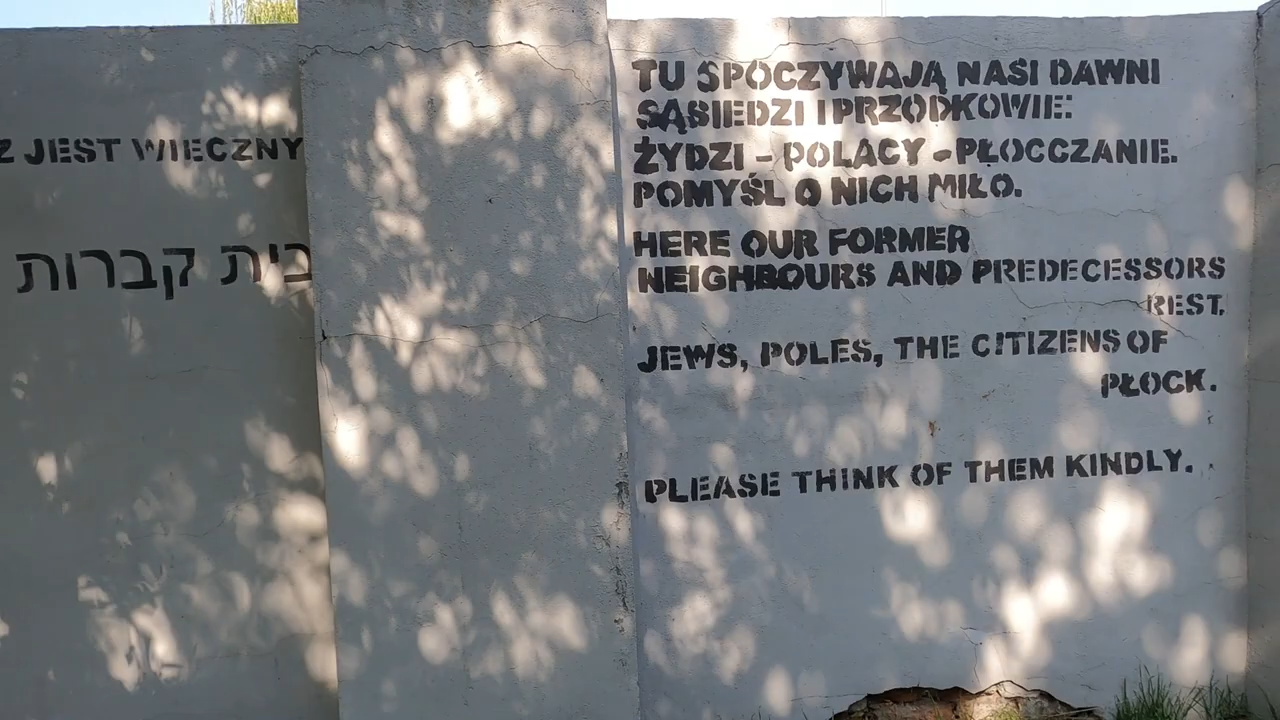 Z JEST WIECZNY
בית קברות
TU SPOCZYWAJĄ NASI DAWNI
SĄSIEDZI I PRZODKOWIE:
ŻYDZI - POLACY - PŁOCCZANIE.
POMYŚL O NICH MIŁO.
HERE OUR FORMER
NEIGHBOURS AND PREDECESSORS
REST.
JEWS, POLES, THE CITIZENS OF
PŁOCK.
PLEASE THINK OF THEM KINDLY.